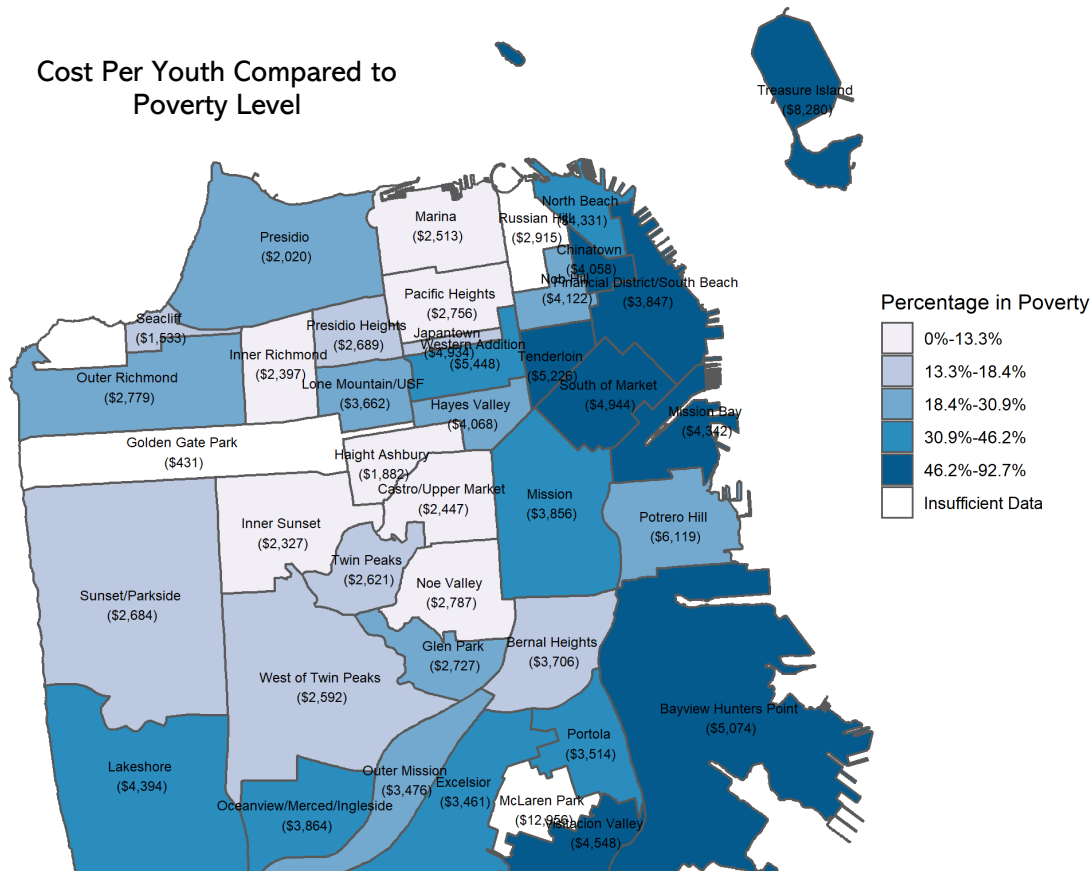 Cost Per Youth Compared to
Poverty Level
Treasure Island
($8,280)
North Beach
($4,331)
Marina
($2,513)
Russian Hill
($2,915)
Presidio
($2,020)
Chinatown
($4,058)
Nob Hill
($4,122)
Financial District/South Beach
($3,847)
Pacific Heights
($2,756)
Seacliff
($1,533)
Presidio Heights
($2,689)
Japantown
($4,934)
Western Addition
($5,448)
Inner Richmond
($2,397)
Tenderloin
($5,226)
Outer Richmond
($2,779)
Lone Mountain/USF
($3,662)
South of Market
($4,944)
Hayes Valley
($4,068)
Mission Bay
($4,342)
Golden Gate Park
($431)
Haight Ashbury
($1,882)
Castro/Upper Market
($2,447)
Mission
($3,856)
Inner Sunset
($2,327)
Potrero Hill
($6,119)
Twin Peaks
($2,621)
Noe Valley
($2,787)
Sunset/Parkside
($2,684)
Glen Park
($2,727)
Bernal Heights
($3,706)
West of Twin Peaks
($2,592)
Bayview Hunters Point
($5,074)
Portola
($3,514)
Lakeshore
($4,394)
Outer Mission
($3,476)
Excelsior
($3,461)
Oceanview/Merced/Ingleside
($3,864)
McLaren Park
($12,956)
Visitacion Valley
($4,548)
Percentage in Poverty
0%-13.3%
13.3%-18.4%
18.4%-30.9%
30.9%-46.2%
46.2%-92.7%
Insufficient Data